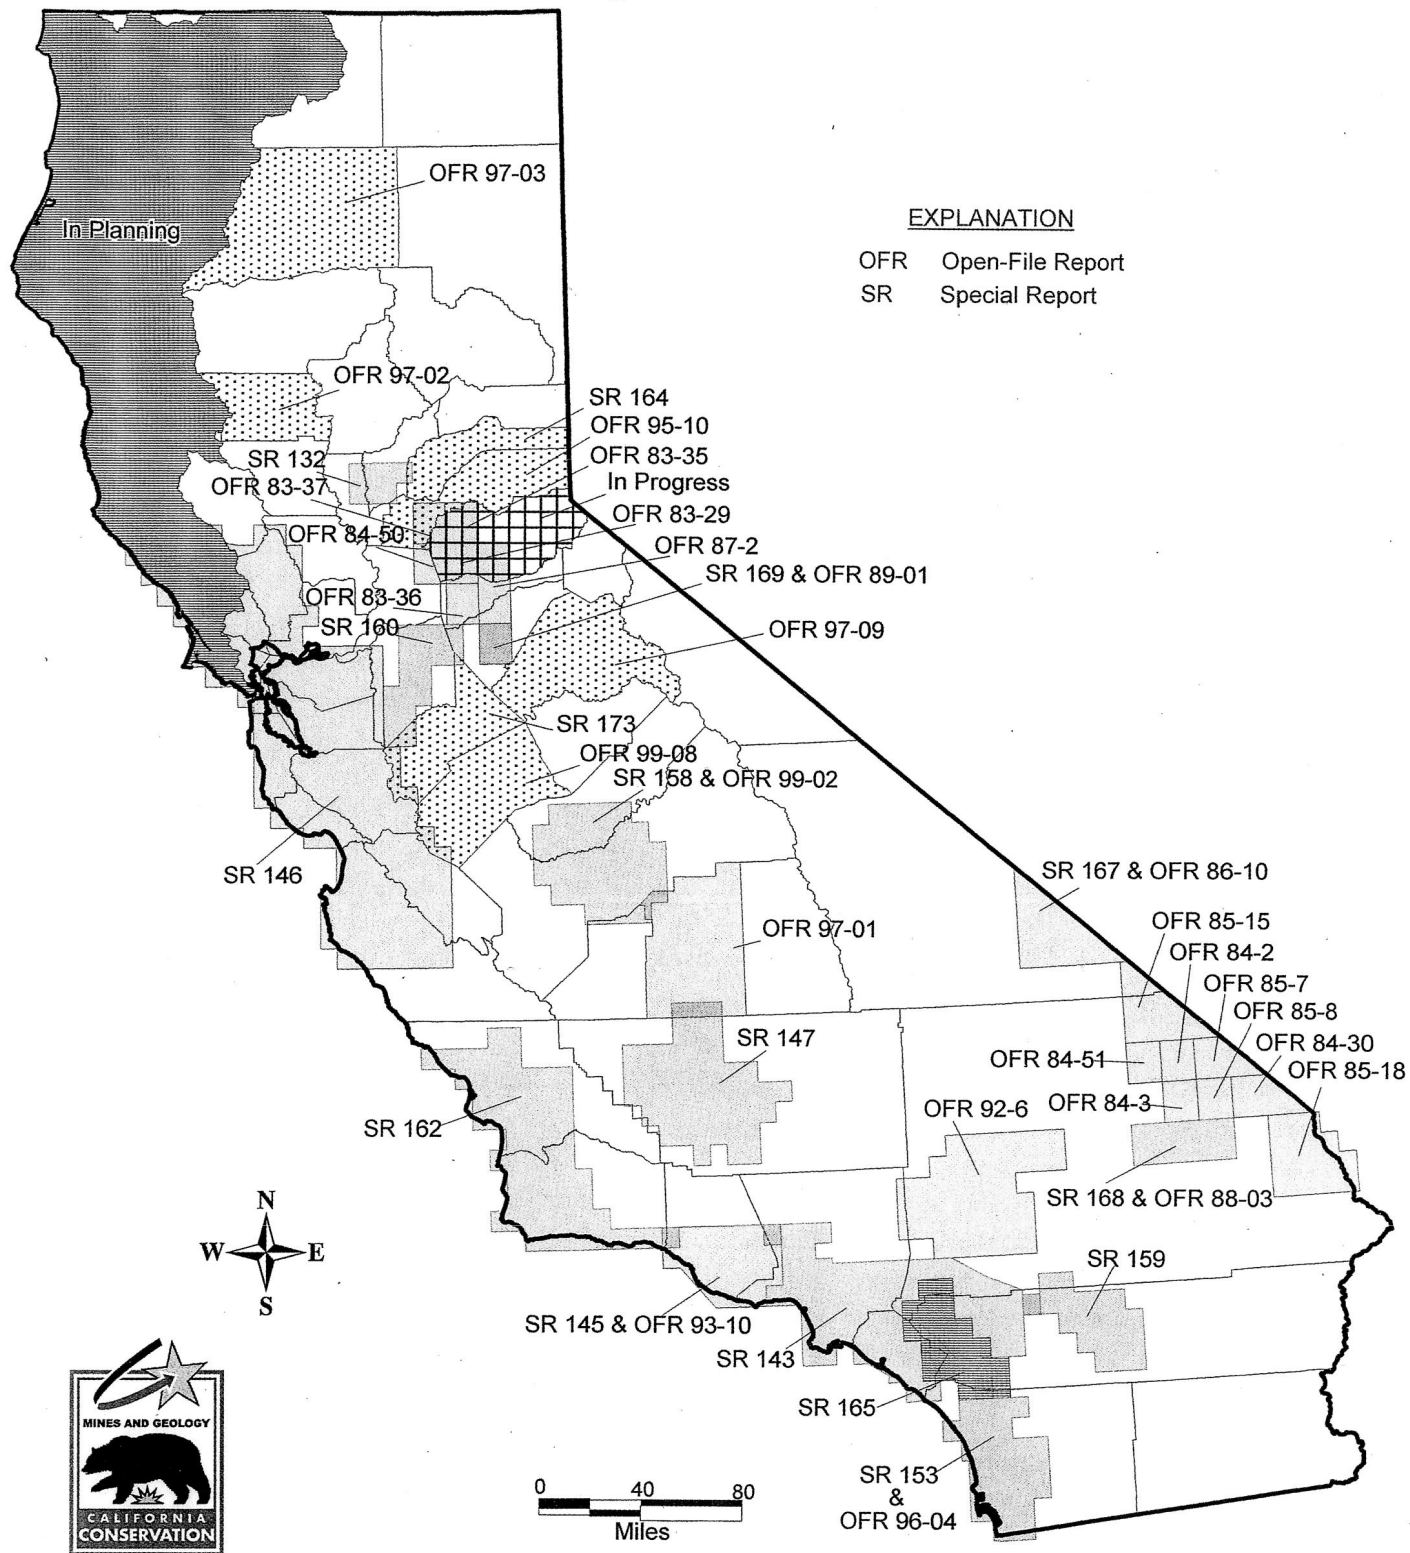 OFR 97-03
In Planning
EXPLANATION
OFR Open-File Report
SR Special Report
OFR 97-02
SR 164
OFR 95-10
OFR 83-35
In Progress
SR 132
OFR 83-37
OFR 83-29
OFR 84-50
OFR 87-2
SR 169 & OFR 89-01
OFR 83-36
SR 160
OFR 97-09
SR 173
OFR 99-08
SR 158 & OFR 99-02
SR 146
SR 167 & OFR 86-10
OFR 85-15
OFR 97-01
OFR 84-2
OFR 85-7
OFR 85-8
SR 147
OFR 84-30
OFR 84-51
OFR 85-18
OFR 84-3
OFR 92-6
SR 162
SR 168 & OFR 88-03
N
W E
S
SR 159
SR 145 & OFR 93-10
SR 143
SR 165
MINES AND GEOLOGY
CALIFORNIA
CONSERVATION
SR 153
&
OFR 96-04
0 40 80
Miles